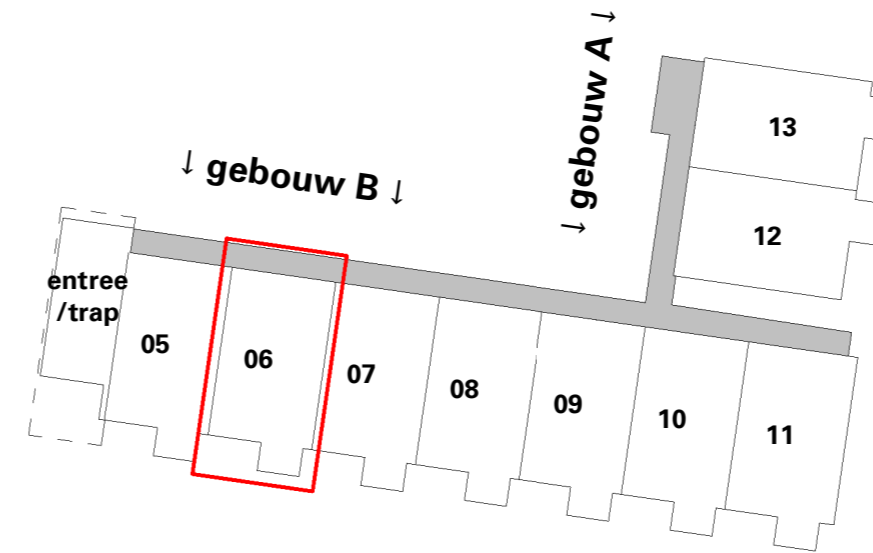 ↓ gebouw B ↓
→ gebouw A →
13
12
entree
/trap
05
06
07
08
09
10
11